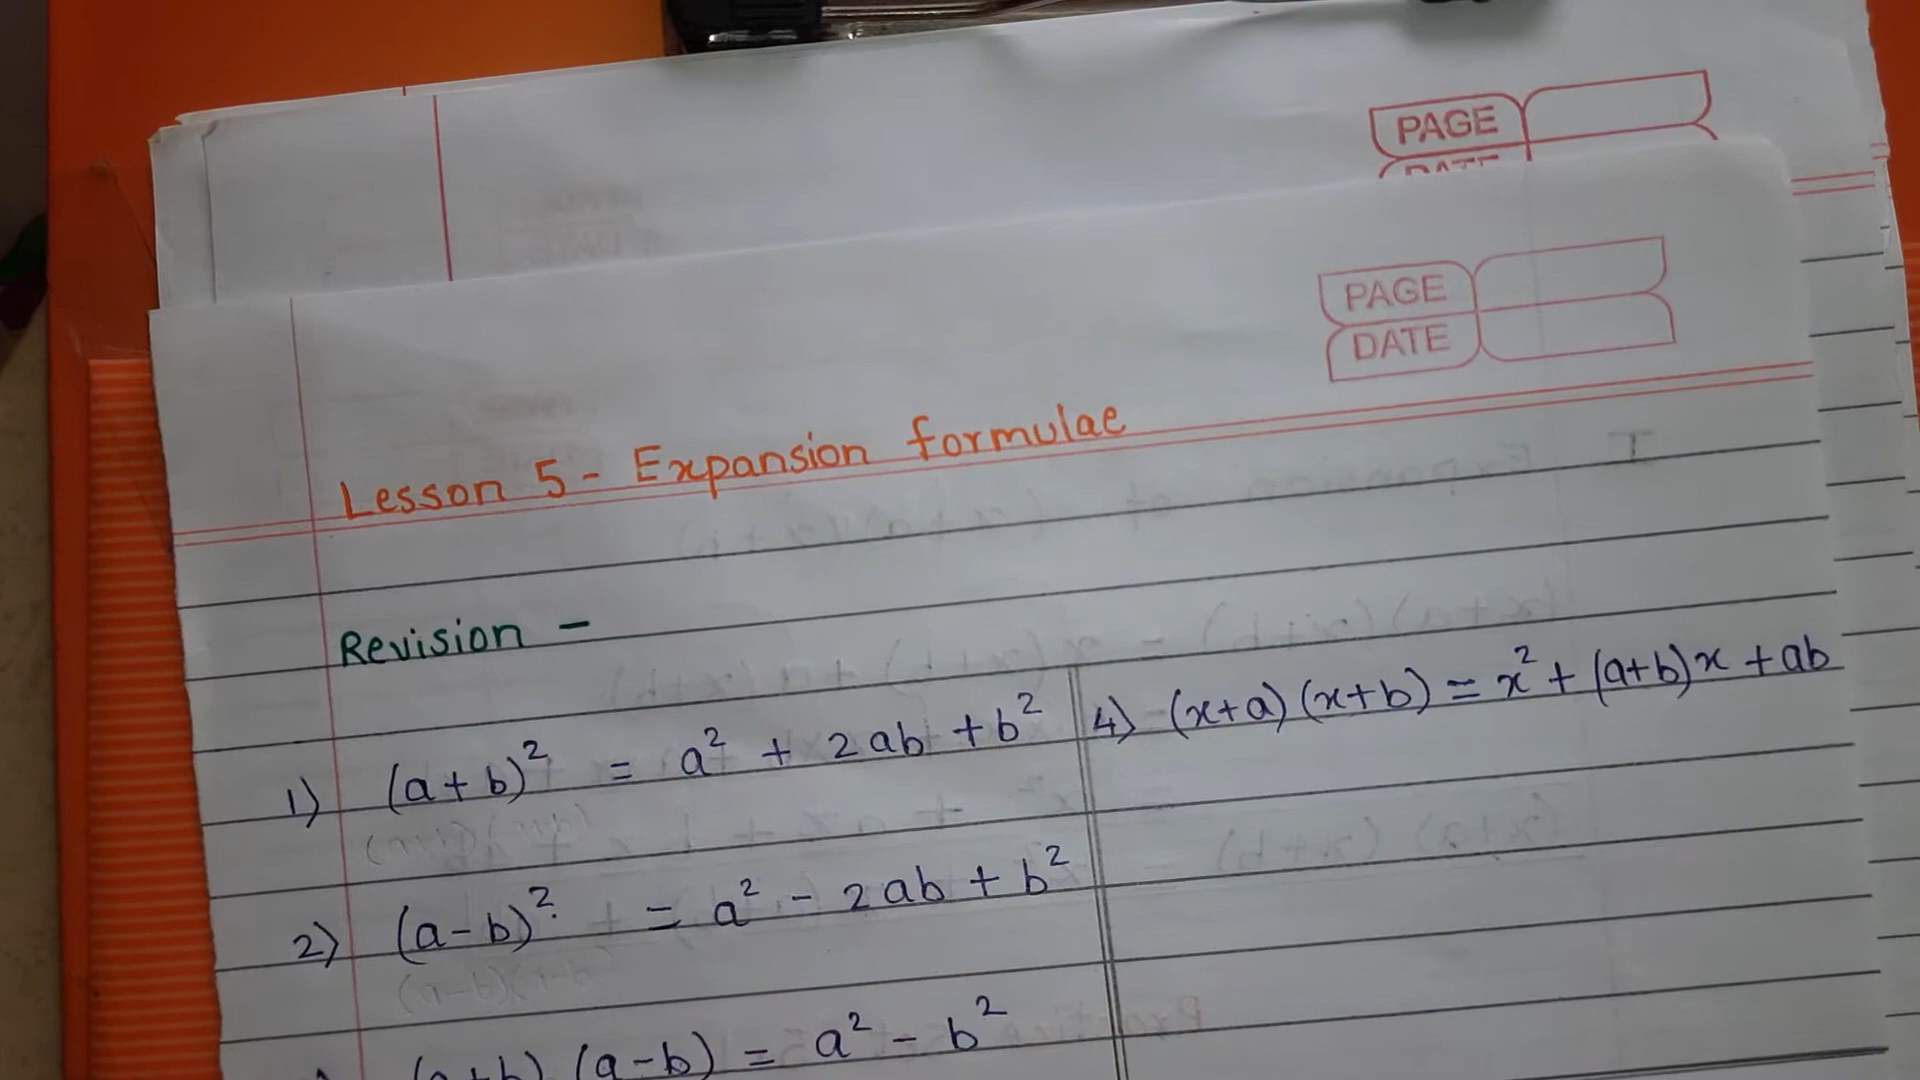 PAGE
PAGE
DATE
Lesson 5 - Expansion formulae
Revision -
1) (a+b)² = a² + 2ab + b²
4) (x+a) (x+b) = x² + (a+b)x + ab
2) (a-b)² = a² - 2ab + b²
(a+b) (a-b) = a² - b²